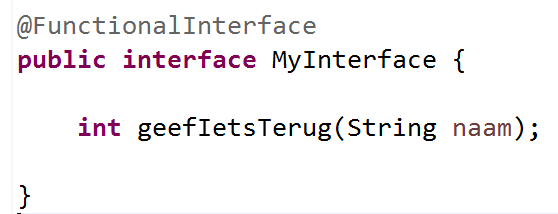 @FunctionalInterface
public interface MyInterface {
int geefIetsTerug(String naam);
}